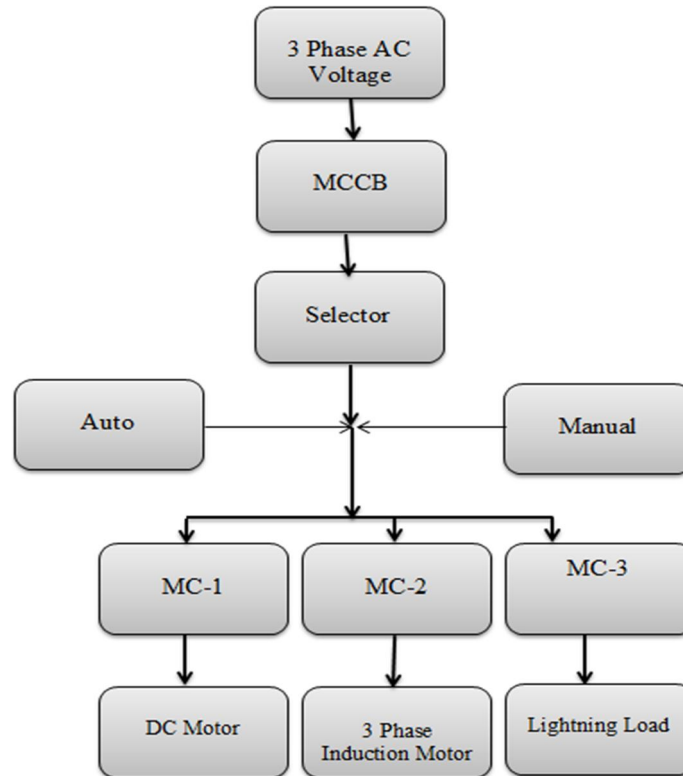 3 Phase AC
Voltage
MCCB
Selector
Auto
Manual
MC-1
MC-2
MC-3
DC Motor
3 Phase
Induction Motor
Lightning Load